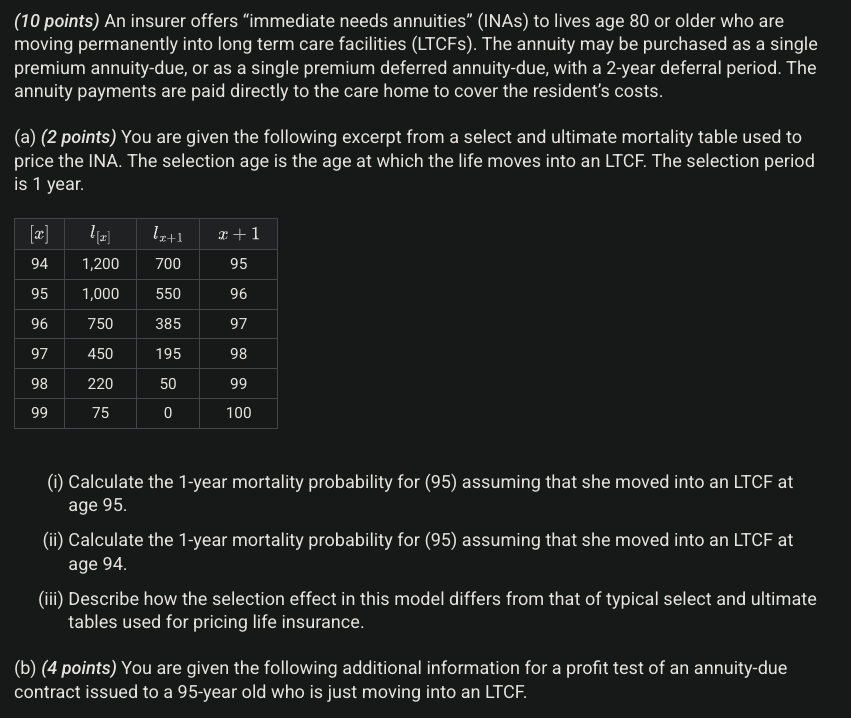 (10 points) An insurer offers “immediate needs annuities” (INAs) to lives age 80 or older who are
moving permanently into long term care facilities (LTCFs). The annuity may be purchased as a single
premium annuity-due, or as a single premium deferred annuity-due, with a 2-year deferral period. The
annuity payments are paid directly to the care home to cover the resident’s costs.
(a) (2 points) You are given the following excerpt from a select and ultimate mortality table used to
price the INA. The selection age is the age at which the life moves into an LTCF. The selection period
is 1 year.
[x] l[x] lx+1 x + 1
94 1,200 700 95
95 1,000 550 96
96 750 385 97
97 450 195 98
98 220 50 99
99 75 0 100
(i) Calculate the 1-year mortality probability for (95) assuming that she moved into an LTCF at
age 95.
(ii) Calculate the 1-year mortality probability for (95) assuming that she moved into an LTCF at
age 94.
(iii) Describe how the selection effect in this model differs from that of typical select and ultimate
tables used for pricing life insurance.
(b) (4 points) You are given the following additional information for a profit test of an annuity-due
contract issued to a 95-year old who is just moving into an LTCF.